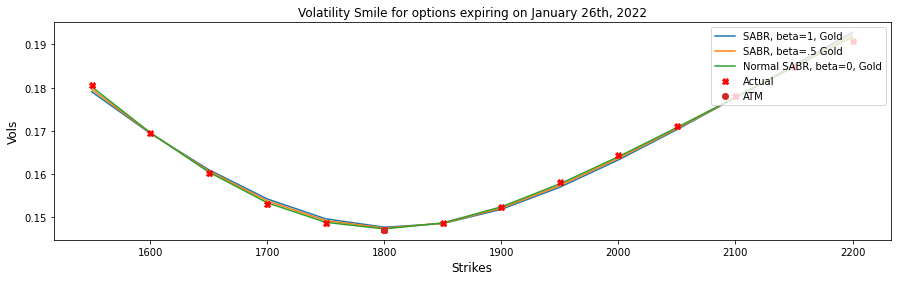 Volatility Smile for options expiring on January 26th, 2022
SABR, beta=1, Gold
SABR, beta=.5 Gold
Normal SABR, beta=0, Gold
Actual
ATM
Vols
0.19
0.18
0.17
0.16
0.15
1600 1700 1800 1900 2000 2100 2200
Strikes